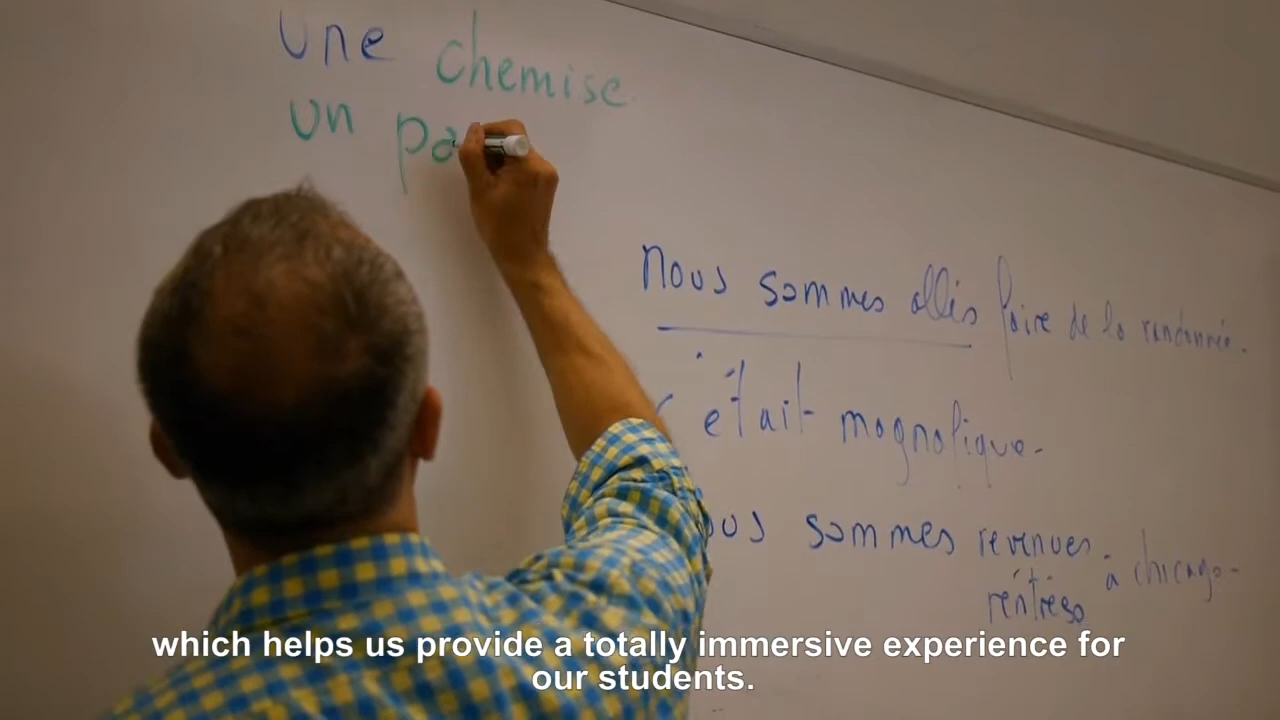 une chemise
un pa
nous sommes allés faire de la randonnée.
c'était magnifique.
nous sommes revenues à chicago.
rentrées
which helps us provide a totally immersive experience for
our students.